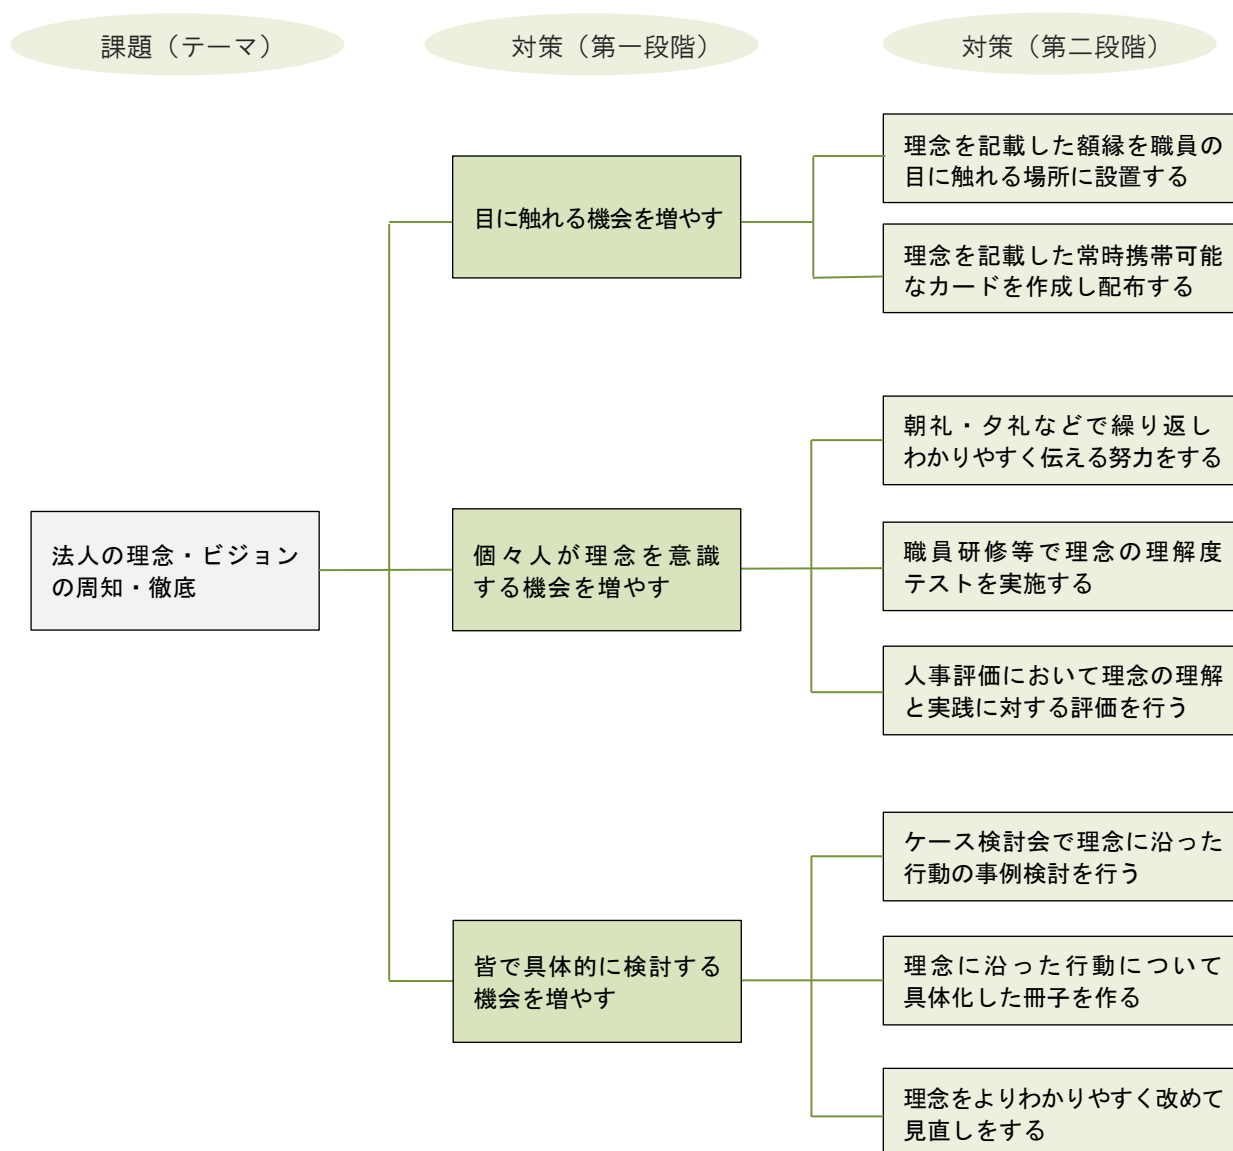 課題（テーマ）
対策（第一段階）
対策（第二段階）
理念を記載した額縁を職員の
目に触れる場所に設置する
目に触れる機会を増やす
理念を記載した常時携帯可能
なカードを作成し配布する
朝礼・夕礼などで繰り返し
わかりやすく伝える努力をする
法人の理念・ビジョン
の周知・徹底
個々人が理念を意識
する機会を増やす
職員研修等で理念の理解度
テストを実施する
人事評価において理念の理解
と実践に対する評価を行う
ケース検討会で理念に沿った
行動の事例検討を行う
皆で具体的に検討する
機会を増やす
理念に沿った行動について
具体化した冊子を作る
理念をよりわかりやすく改めて
見直しをする